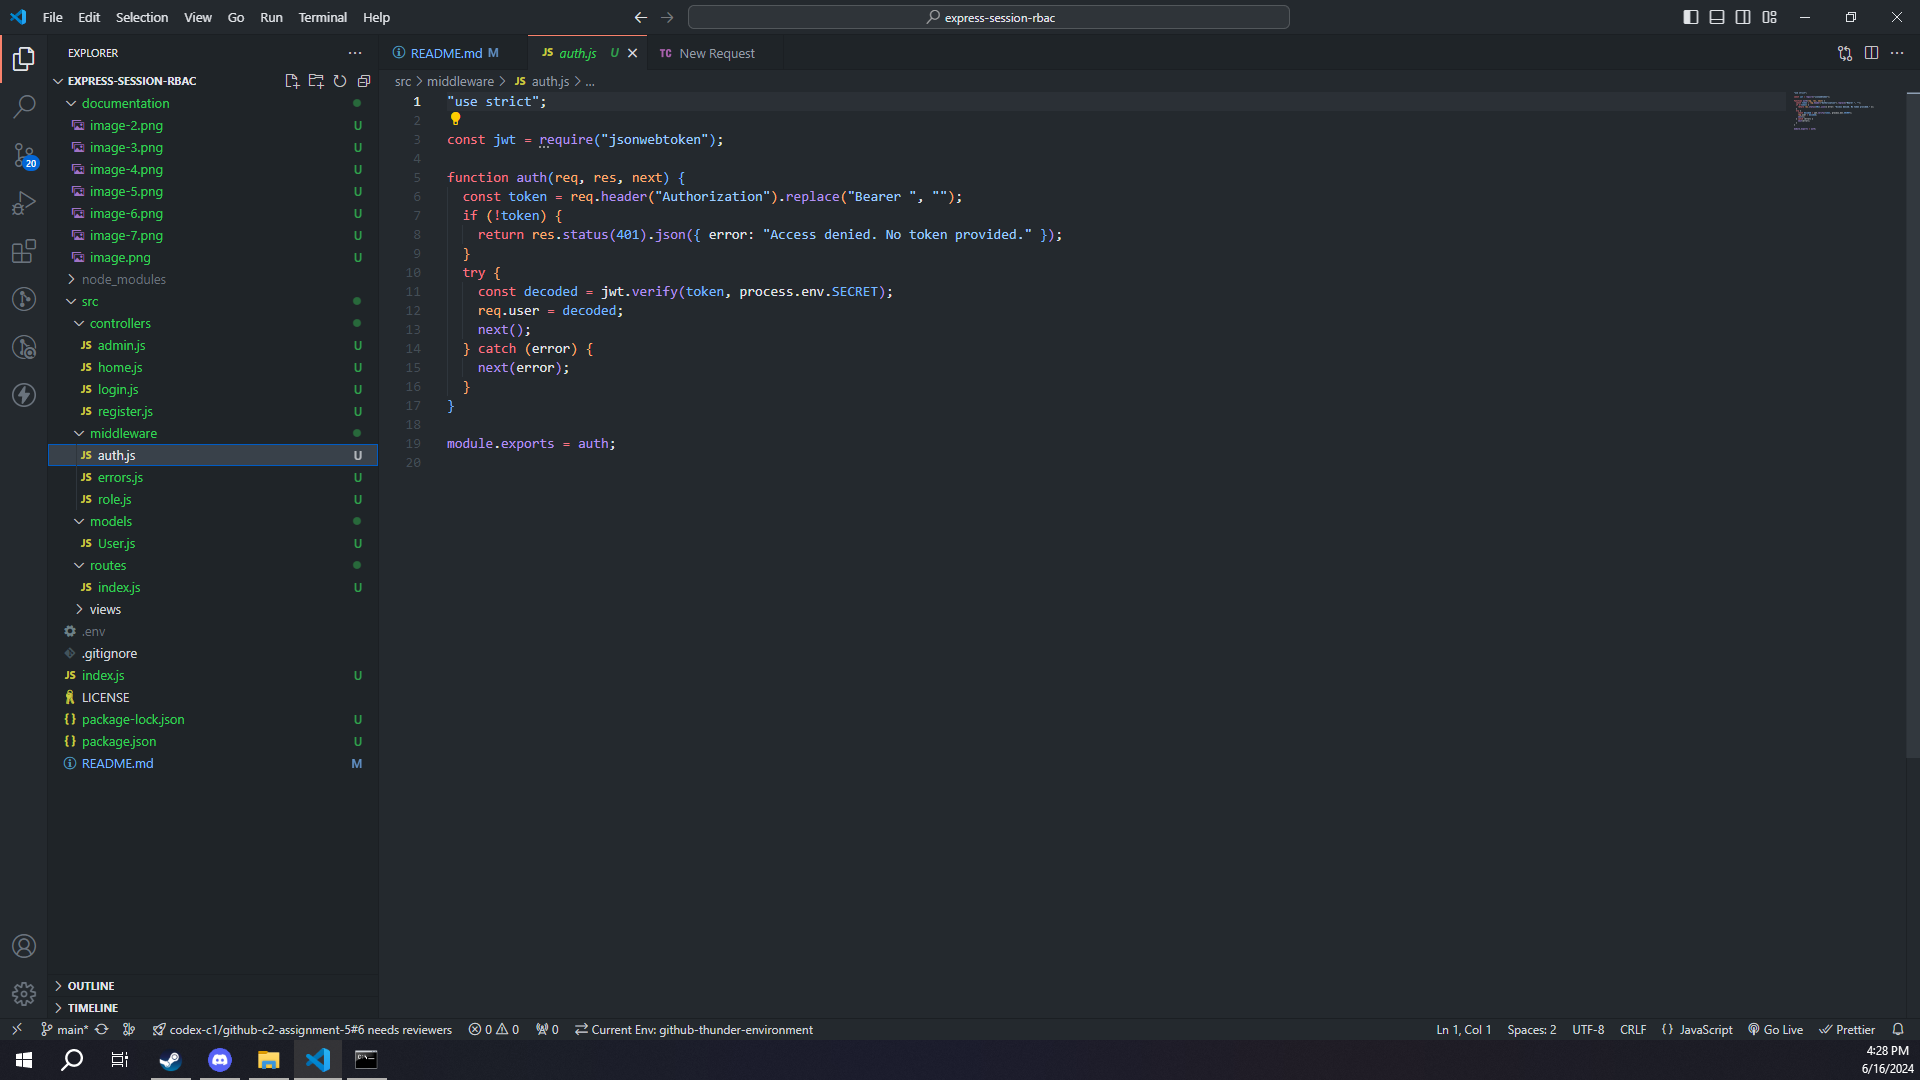 File Edit Selection View Go Run Terminal Help
express-session-rbac
EXPLORER
README.md M
JS auth.js U
TC New Request
EXPRESS-SESSION-RBAC
src > middleware > JS auth.js > ...
documentation
image-2.png U
image-3.png U
image-4.png U
image-5.png U
image-6.png U
image-7.png U
image.png U
node_modules
src
controllers
JS admin.js U
JS home.js U
JS login.js U
JS register.js U
middleware
JS auth.js U
JS errors.js U
JS role.js U
models
JS User.js U
routes
JS index.js U
views
.env
.gitignore
JS index.js U
LICENSE
{} package-lock.json U
{} package.json U
README.md M
OUTLINE
TIMELINE
20
1 "use strict";
2
3 const jwt = require("jsonwebtoken");
4
5 function auth(req, res, next) {
6 const token = req.header("Authorization").replace("Bearer ", "");
7 if (!token) {
8 return res.status(401).json({ error: "Access denied. No token provided." });
9 }
10 try {
11 const decoded = jwt.verify(token, process.env.SECRET);
12 req.user = decoded;
13 next();
14 } catch (error) {
15 next(error);
16 }
17 }
18
19 module.exports = auth;
20
main* codex-c1/github-c2-assignment-5#6 needs reviewers 0 0 0 Current Env: github-thunder-environment
Ln 1, Col 1 Spaces: 2 UTF-8 CRLF {} JavaScript Go Live Prettier
4:28 PM
6/16/2024